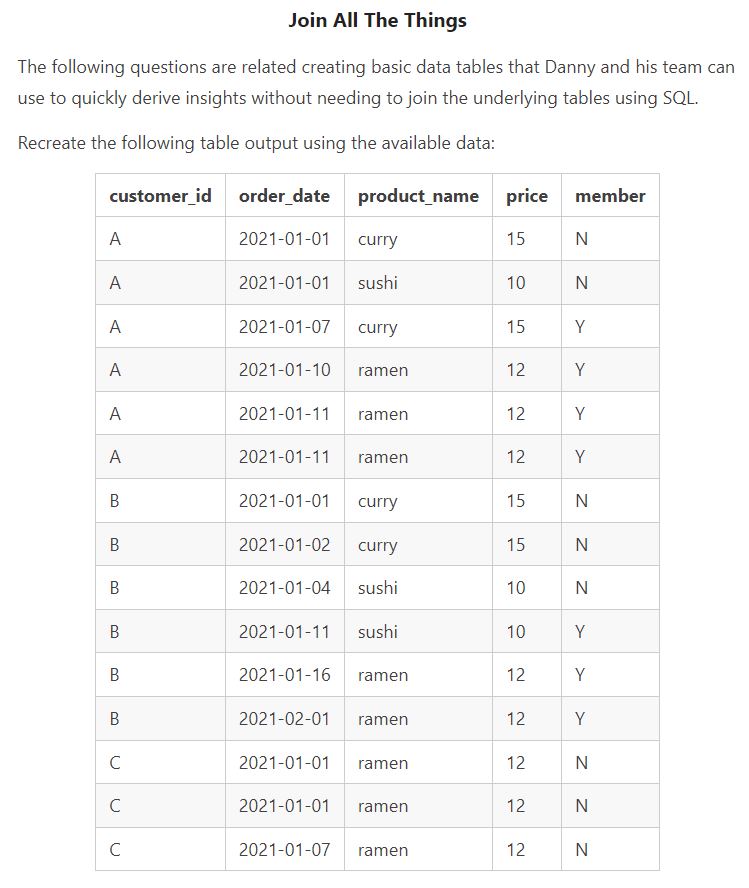 Join All The Things
The following questions are related creating basic data tables that Danny and his team can
use to quickly derive insights without needing to join the underlying tables using SQL.
Recreate the following table output using the available data:
customer_id order_date product_name price member
A 2021-01-01 curry 15 N
A 2021-01-01 sushi 10 N
A 2021-01-07 curry 15 Y
A 2021-01-10 ramen 12 Y
A 2021-01-11 ramen 12 Y
A 2021-01-11 ramen 12 Y
B 2021-01-01 curry 15 N
B 2021-01-02 curry 15 N
B 2021-01-04 sushi 10 N
B 2021-01-11 sushi 10 Y
B 2021-01-16 ramen 12 Y
B 2021-02-01 ramen 12 Y
C 2021-01-01 ramen 12 N
C 2021-01-01 ramen 12 N
C 2021-01-07 ramen 12 N